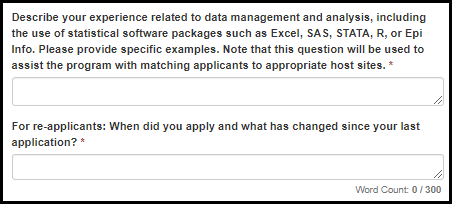 Describe your experience related to data management and analysis, including
the use of statistical software packages such as Excel, SAS, STATA, R, or Epi
Info. Please provide specific examples. Note that this question will be used to
assist the program with matching applicants to appropriate host sites. *
For re-applicants: When did you apply and what has changed since your last
application? *
Word Count: 0 / 300